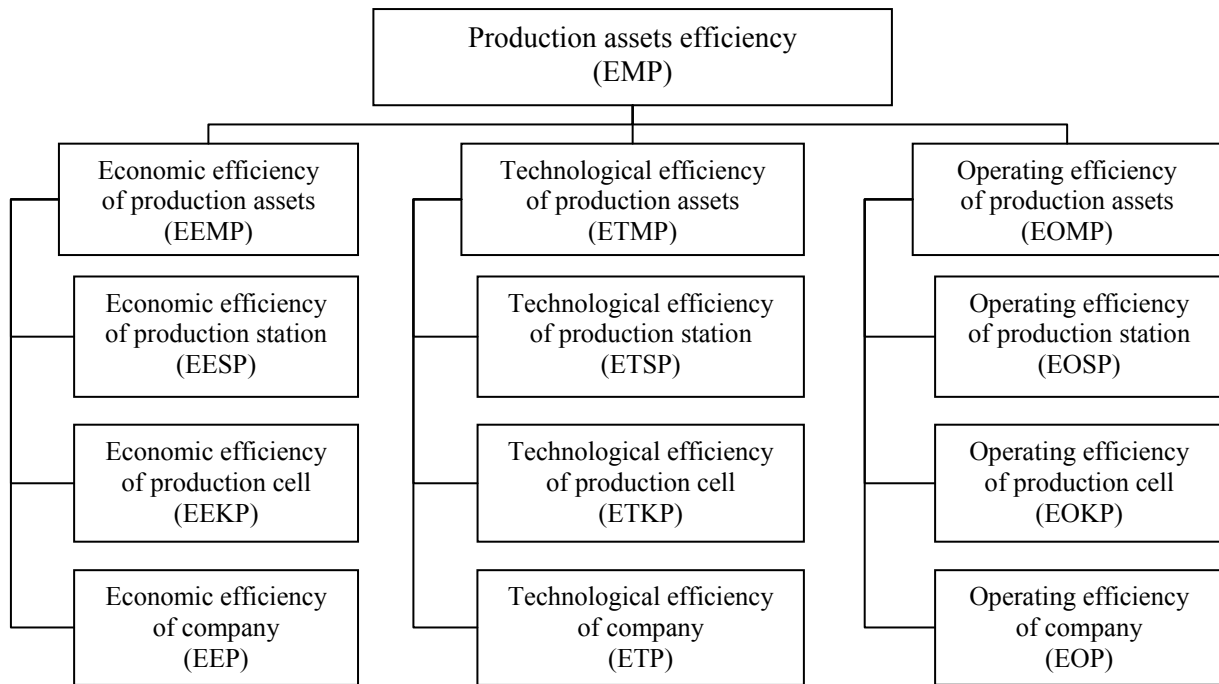 Production assets efficiency
(EMP)
Economic efficiency
of production assets
(EEMP)
Technological efficiency
of production assets
(ETMP)
Operating efficiency
of production assets
(EOMP)
Economic efficiency
of production station
(EESP)
Technological efficiency
of production station
(ETSP)
Operating efficiency
of production station
(EOSP)
Economic efficiency
of production cell
(EEKP)
Technological efficiency
of production cell
(ETKP)
Operating efficiency
of production cell
(EOKP)
Economic efficiency
of company
(EEP)
Technological efficiency
of company
(ETP)
Operating efficiency
of company
(EOP)